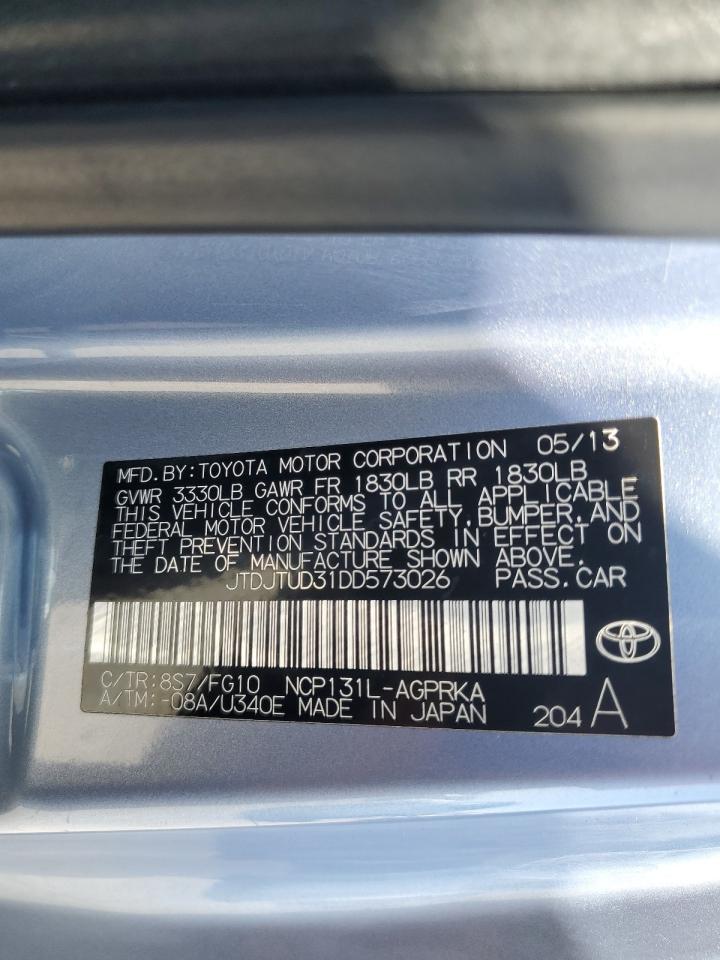 MFD.BY:TOYOTA MOTOR CORPORATION 05/13
GVWR 3330LB GAWR FR 1830LB RR 1830LB
THIS VEHICLE CONFORMS TO ALL APPLICABLE
FEDERAL MOTOR VEHICLE SAFETY,BUMPER,AND
THEFT PREVENTION STANDARDS IN EFFECT ON
THE DATE OF MANUFACTURE SHOWN ABOVE.
JTDJTUD31DD573026 PASS.CAR
C/TR:8S7/FG10 NCP131L-AGPRKA
A/TM:-08A/U340E MADE IN JAPAN 204 A